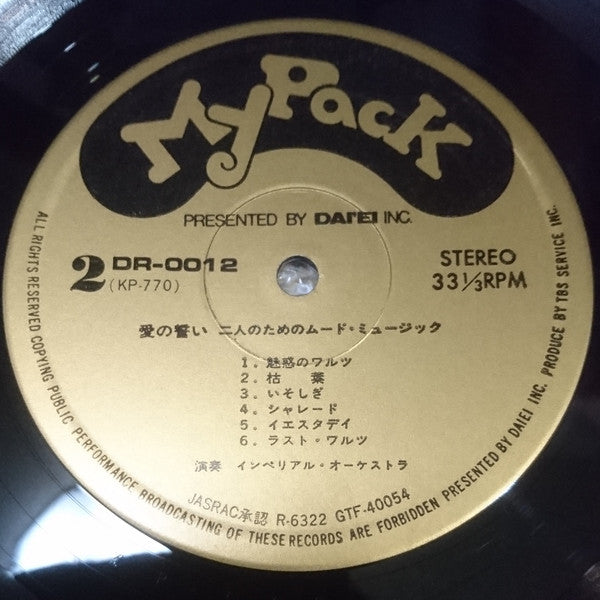 My Pack
PRESENTED BY DAIEI INC.
2 DR-0012
(KP-770)
STEREO
33⅓RPM
愛の誓い 二人のためのムード・ミュージック
1. 魅惑のワルツ
2. 枯 葉
3. いそしぎ
4. シャレード
5. イエスタデイ
6. ラスト・ワルツ
演奏 インペリアル・オーケストラ
JASRAC承認 R-6322 GTF-40054
ALL RIGHTS RESERVED COPYING PUBLIC PERFORMANCE BROADCASTING OF THESE RECORDS ARE FORBIDDEN PRESENTED BY DAIEI INC. PRODUCE BY TBS SERVICE INC.